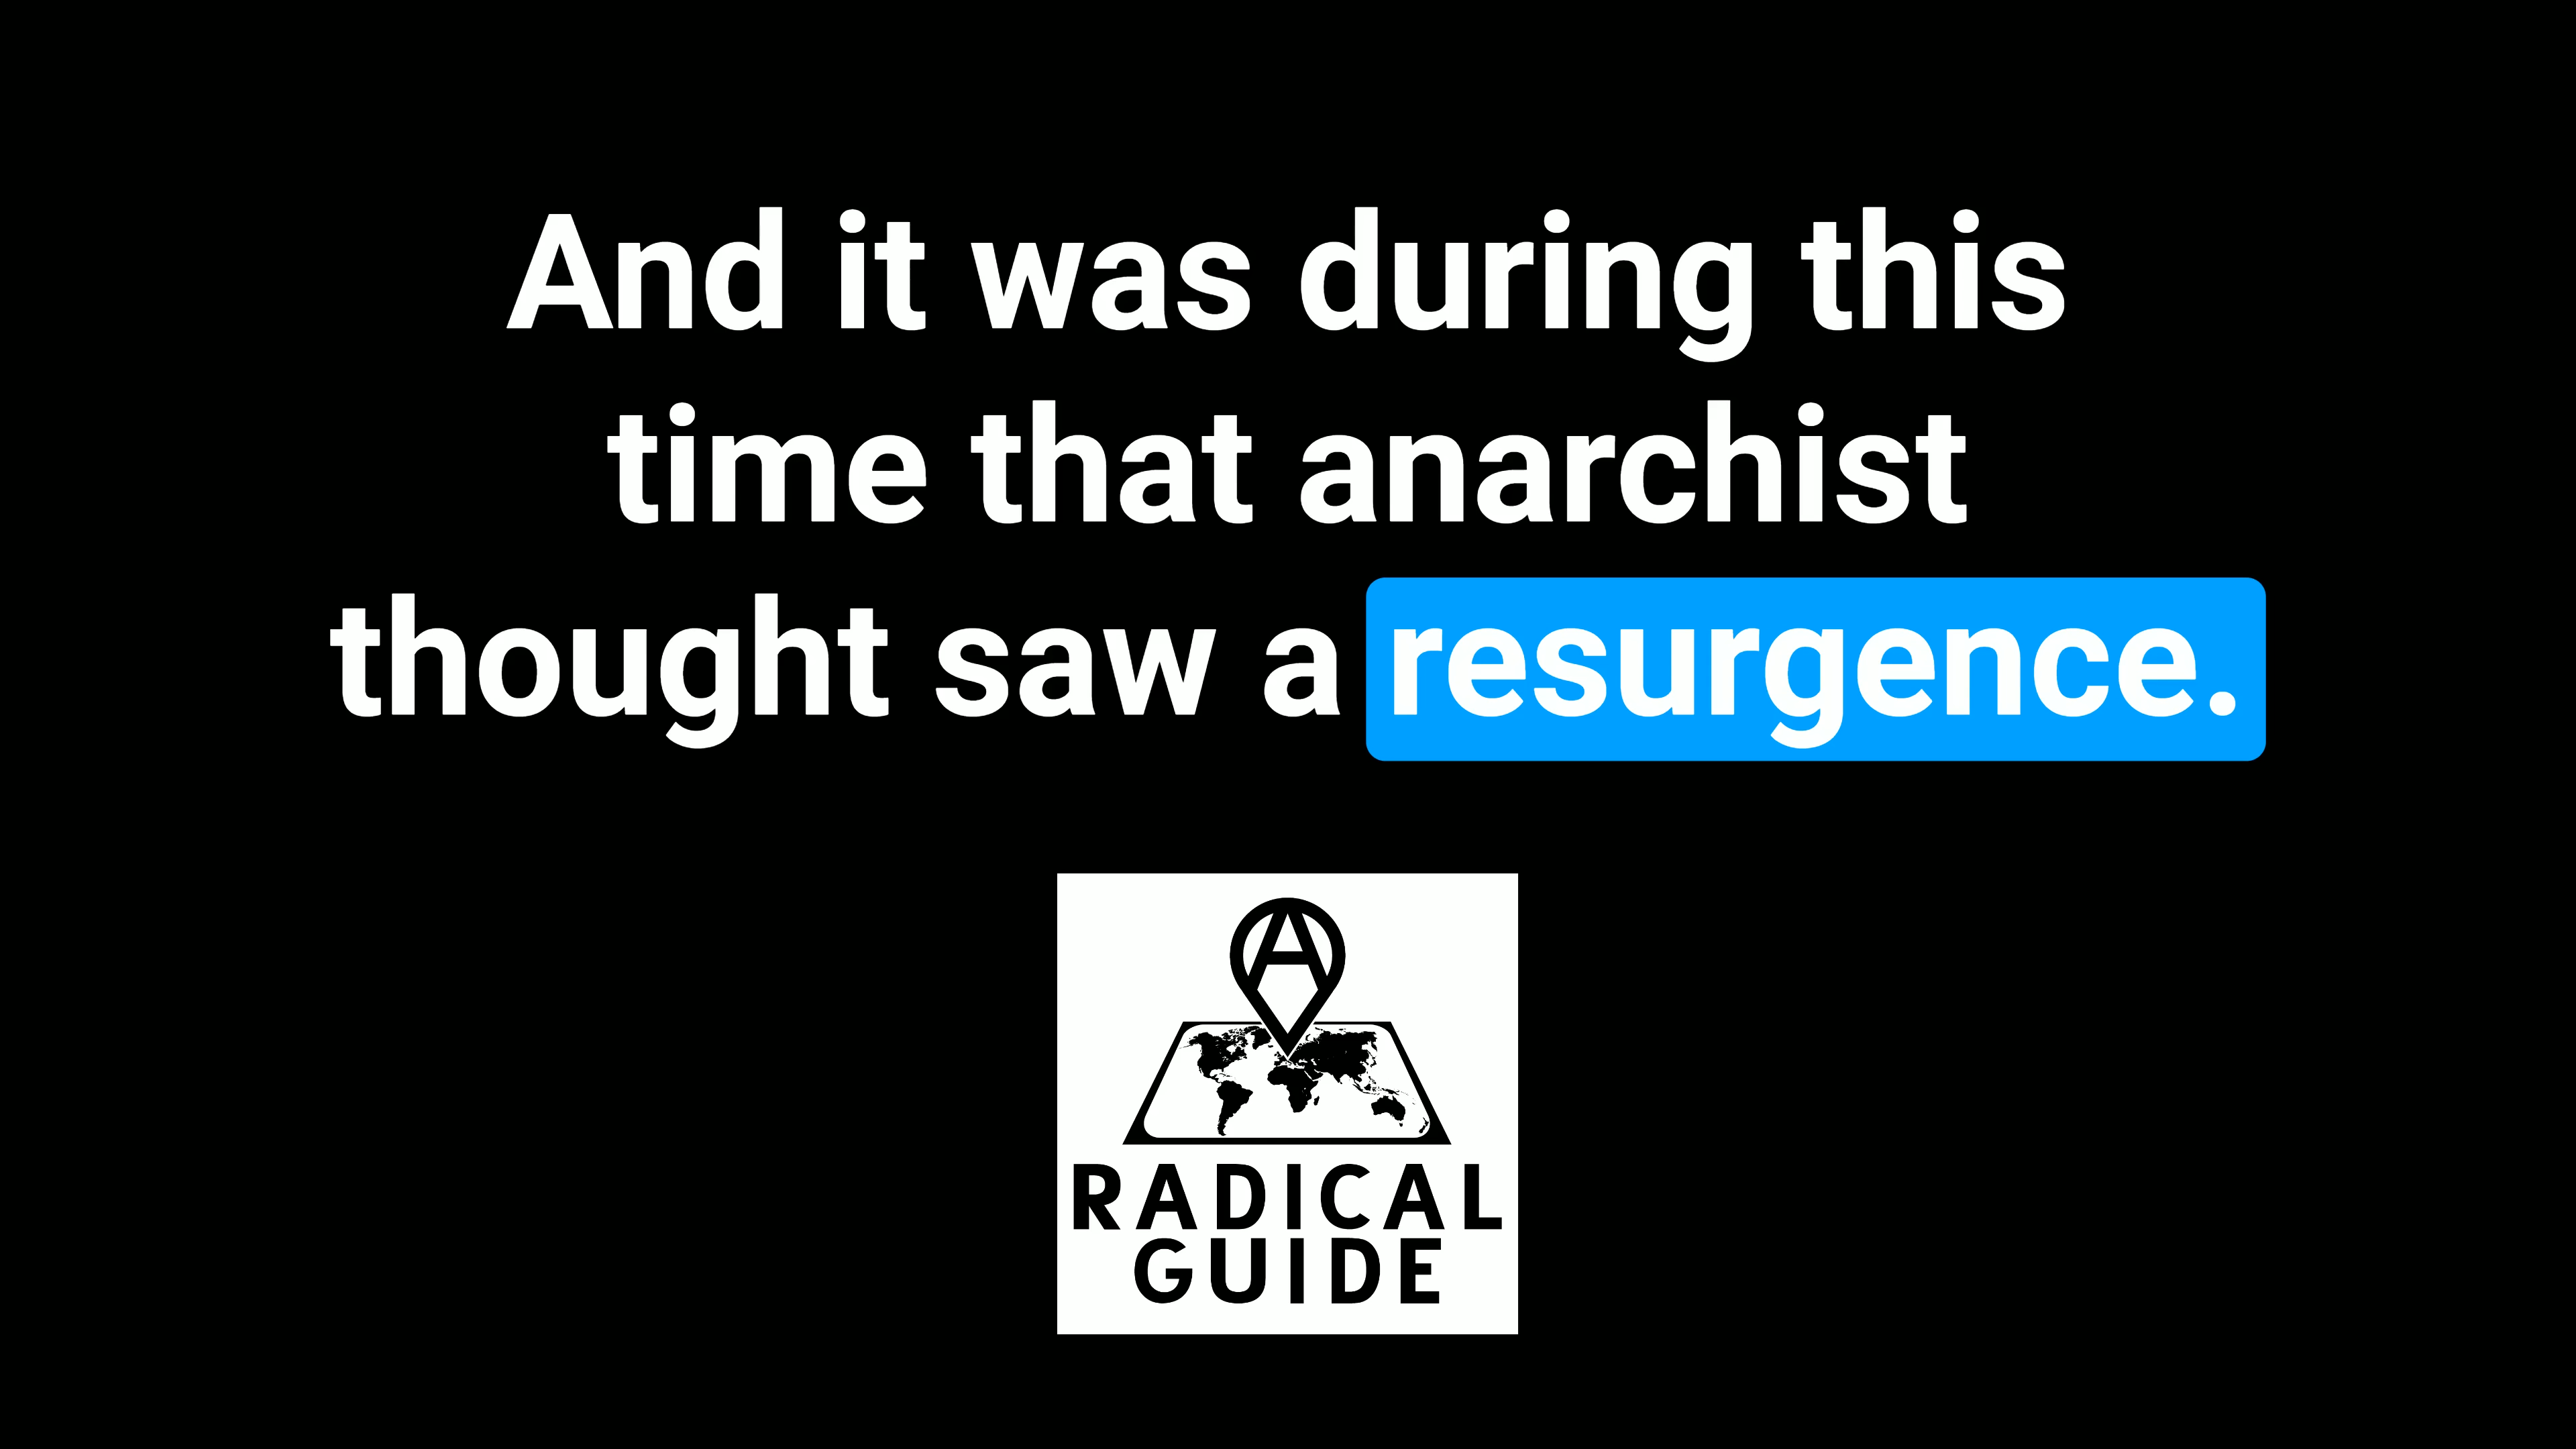 And it was during this
time that anarchist
thought saw a resurgence.
A
RADICAL
GUIDE